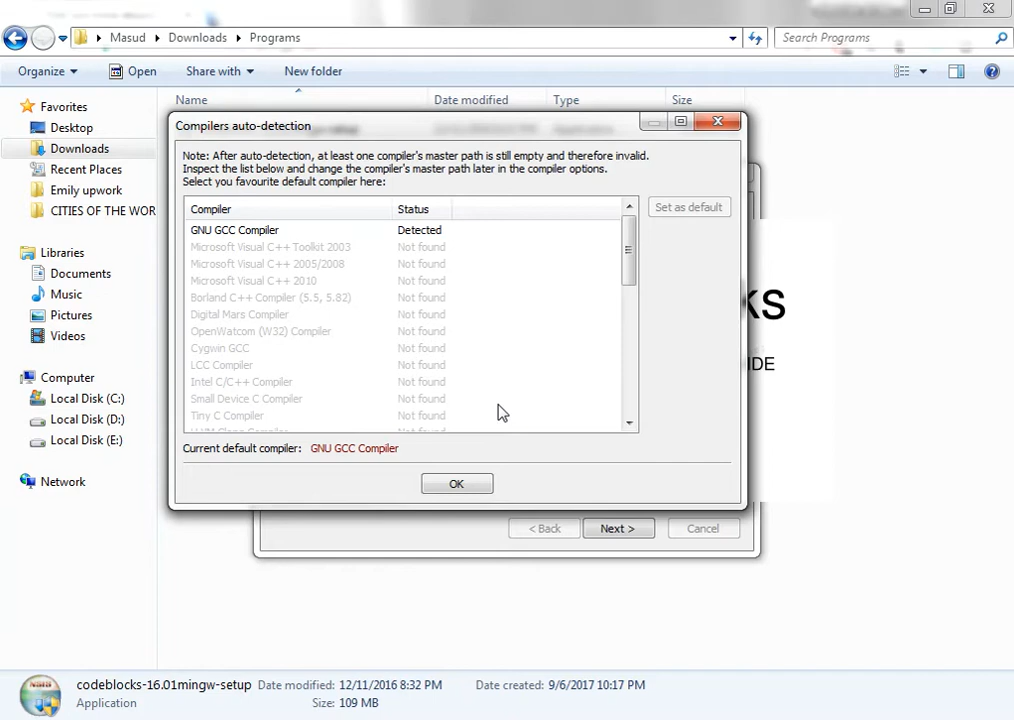 Masud Downloads Programs
Search Programs
Organize Open Share with New folder
Name Date modified Type Size
Favorites
Desktop
Downloads
Recent Places
Emily upwork
CITIES OF THE WOR
Libraries
Documents
Music
Pictures
Videos
Computer
Local Disk (C:)
Local Disk (D:)
Local Disk (E:)
Network
Compilers auto-detection
Note: After auto-detection, at least one compiler's master path is still empty and therefore invalid.
Inspect the list below and change the compiler's master path later in the compiler options.
Select you favourite default compiler here:
Compiler Status
Set as default
GNU GCC Compiler Detected
Microsoft Visual C++ Toolkit 2003 Not found
Microsoft Visual C++ 2005/2008 Not found
Microsoft Visual C++ 2010 Not found
Borland C++ Compiler (5.5, 5.82) Not found
Digital Mars Compiler Not found
OpenWatcom (W32) Compiler Not found
Cygwin GCC Not found
LCC Compiler Not found
Intel C/C++ Compiler Not found
Small Device C Compiler Not found
Tiny C Compiler Not found
Current default compiler: GNU GCC Compiler
OK
ks
IDE
< Back Next > Cancel
codeblocks-16.01mingw-setup Date modified: 12/11/2016 8:32 PM Date created: 9/6/2017 10:17 PM
Application Size: 109 MB